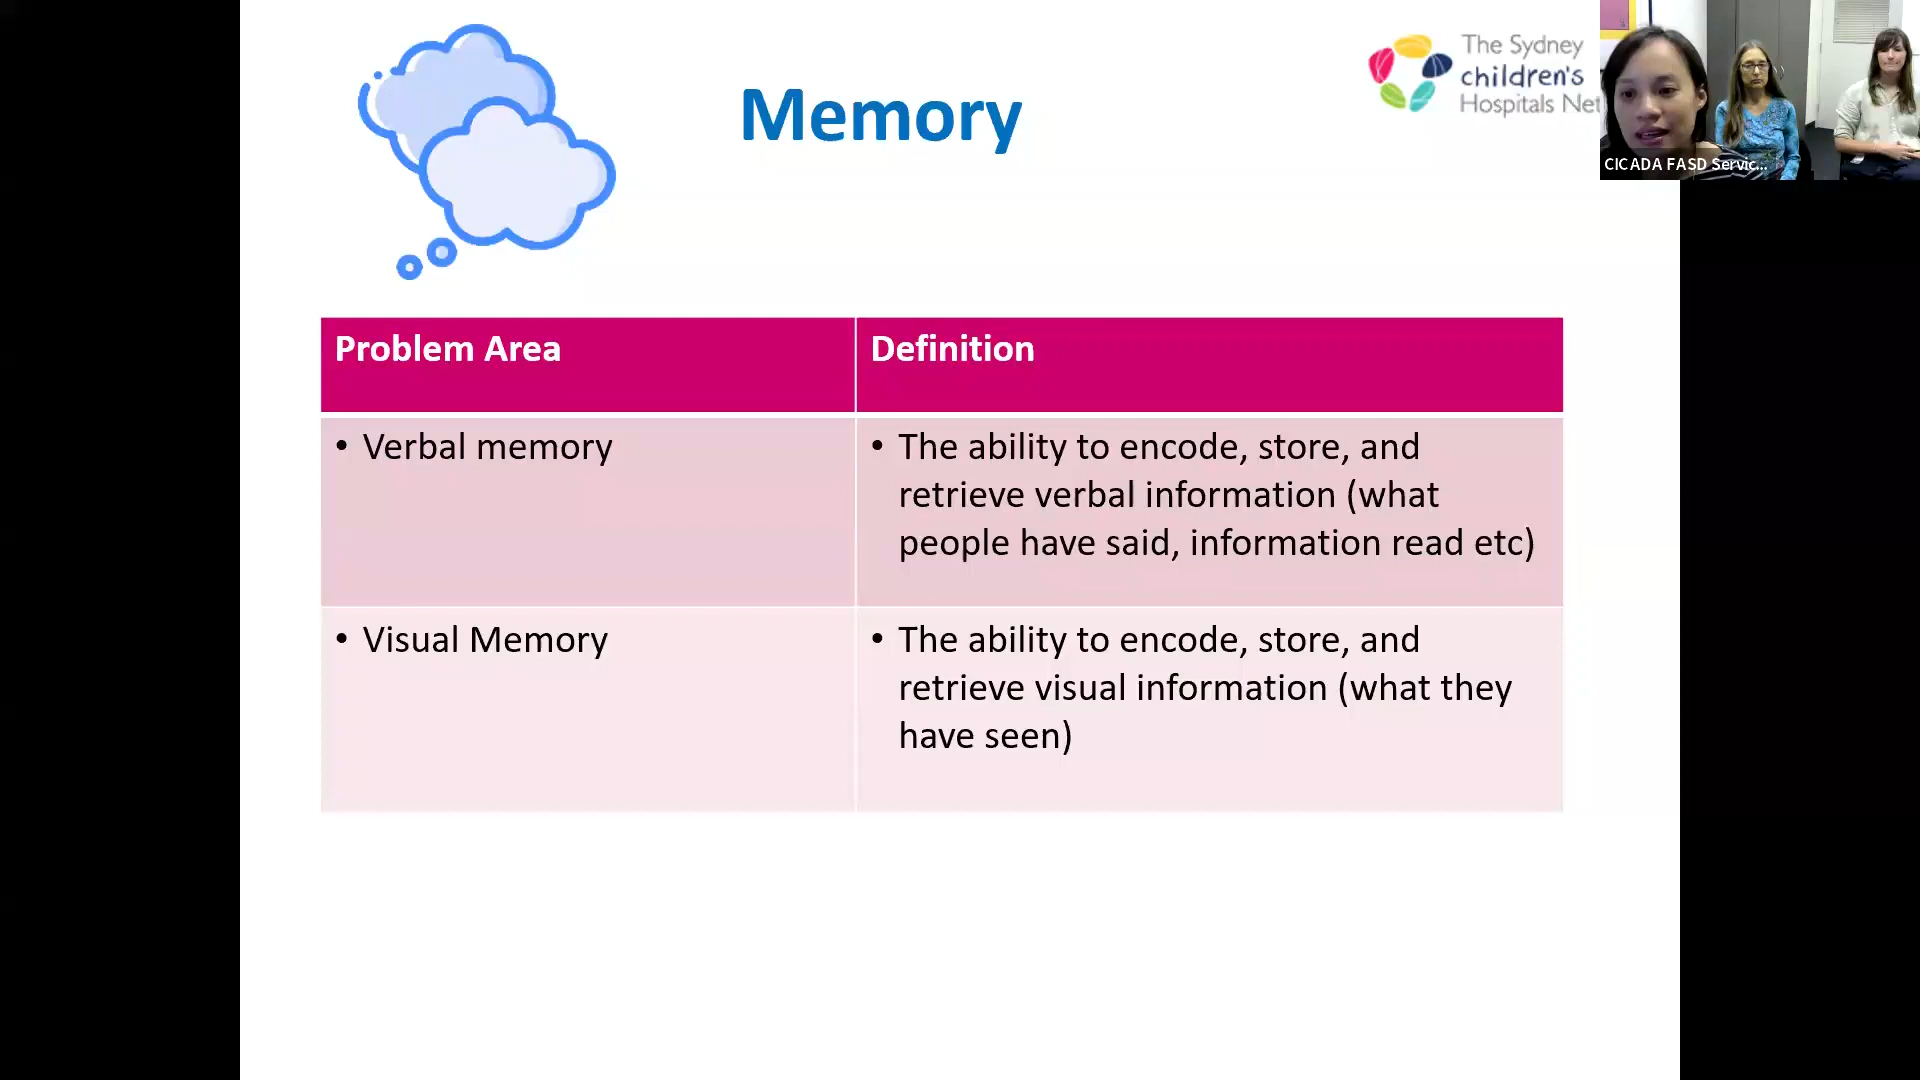 Memory
The Sydney
children's
Hospitals Net
CICADA FASD Servic...
Problem Area
Definition
• Verbal memory
• The ability to encode, store, and
retrieve verbal information (what
people have said, information read etc)
• Visual Memory
• The ability to encode, store, and
retrieve visual information (what they
have seen)